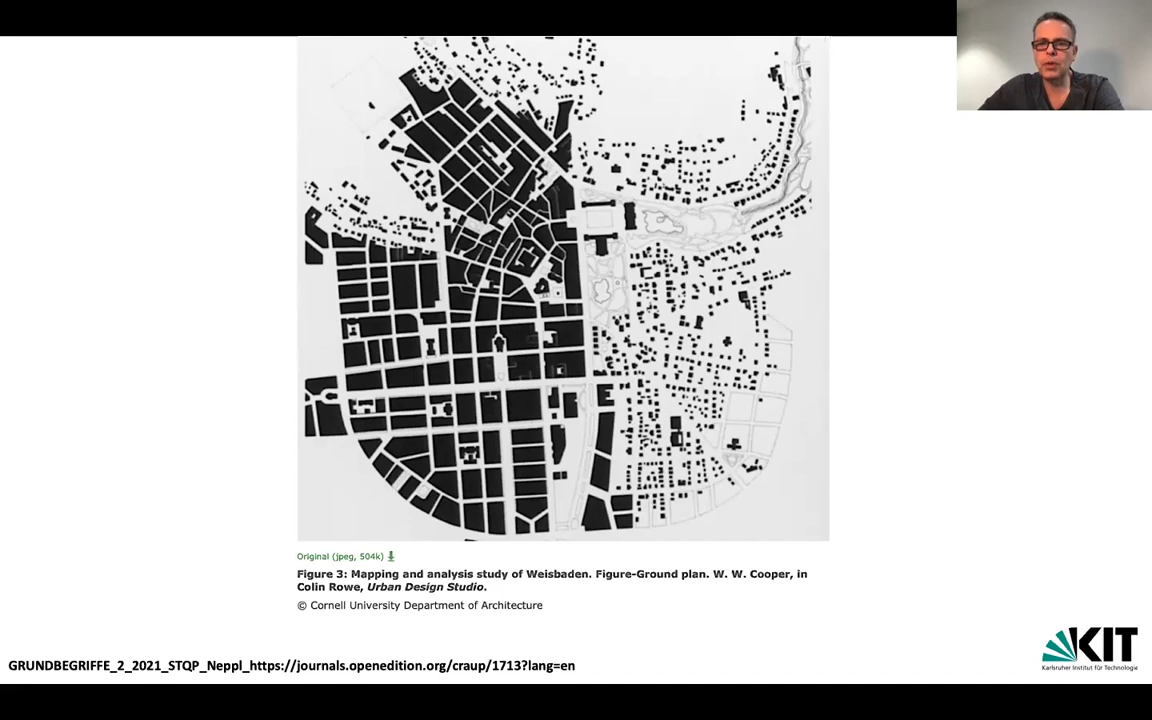 Original (jpeg, 504k)
Figure 3: Mapping and analysis study of Weisbaden. Figure-Ground plan. W. W. Cooper, in
Colin Rowe, Urban Design Studio.
© Cornell University Department of Architecture
KIT
Karlsruher Institut für Technologie
GRUNDBEGRIFFE_2_2021_STQP_Neppl_https://journals.openedition.org/craup/1713?lang=en